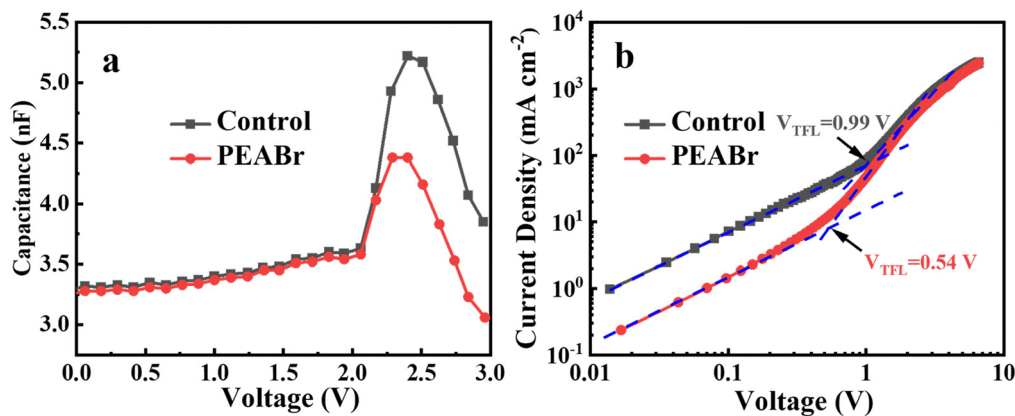 a
Control
PEABr
Capacitance (nF)
5.5
5.0
4.5
4.0
3.5
3.0
0.0 0.5 1.0 1.5 2.0 2.5 3.0
Voltage (V)
b
Control
PEABr
V_TFL=0.99 V
V_TFL=0.54 V
Current Density (mA cm⁻²)
10⁴
10³
10²
10¹
10⁰
10⁻¹
0.01 0.1 1 10
Voltage (V)